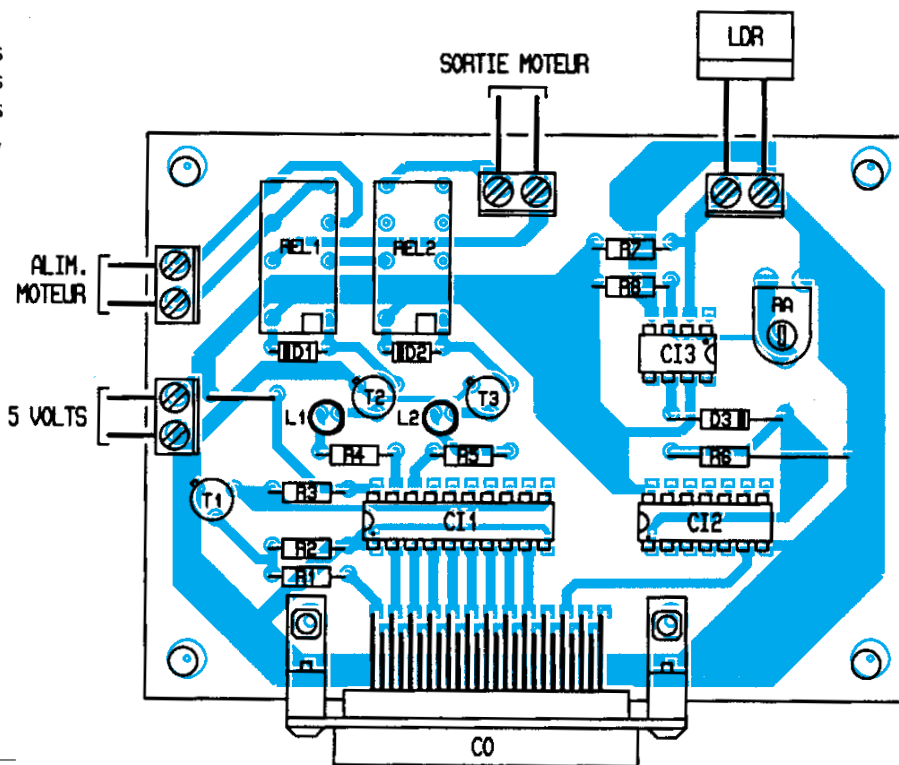 s
s
s
LDR
SORTIE MOTEUR
REL1
REL2
R7
ALIM.
MOTEUR
R8
RA
D1
D2
CI3
5 VOLTS
T2
T3
L1
L2
D3
R4
R5
R6
T1
R3
CI1
CI2
R2
R1
CO